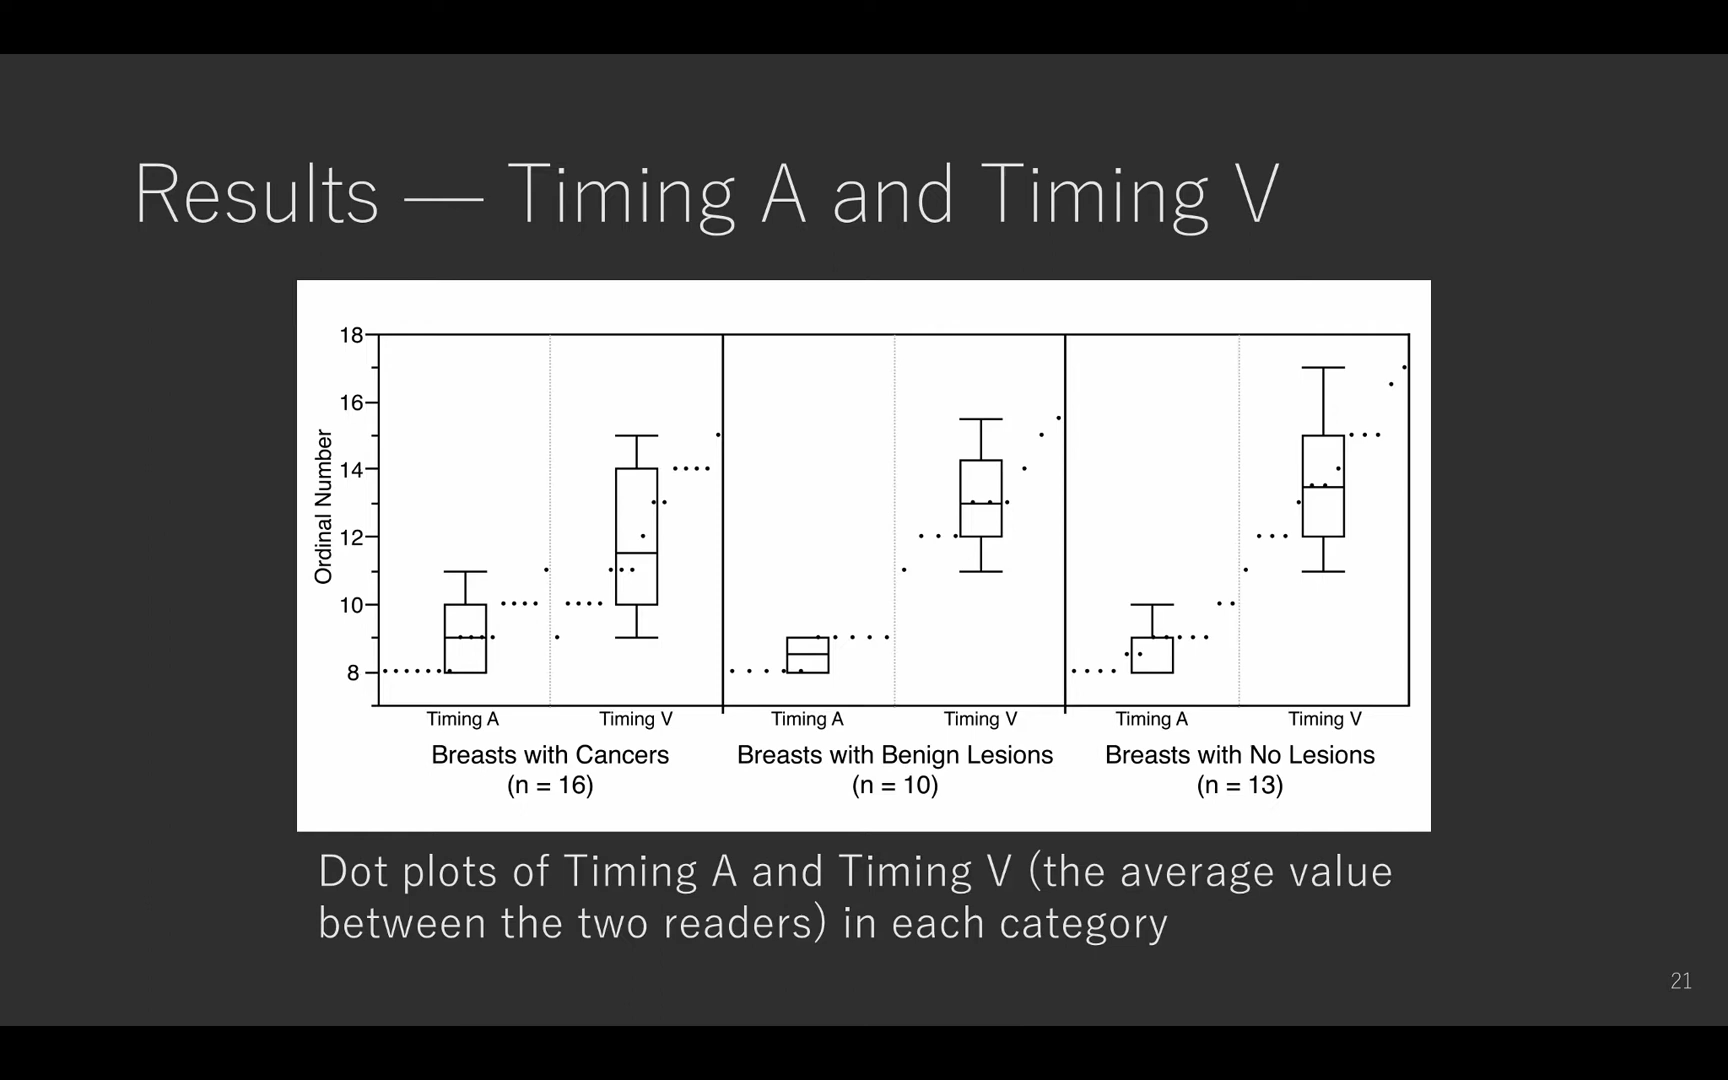 Results — Timing A and Timing V
18
16
14
12
10
8
Ordinal Number
Timing A
Timing V
Timing A
Timing V
Timing A
Timing V
Breasts with Cancers
(n = 16)
Breasts with Benign Lesions
(n = 10)
Breasts with No Lesions
(n = 13)
Dot plots of Timing A and Timing V (the average value
between the two readers) in each category
21